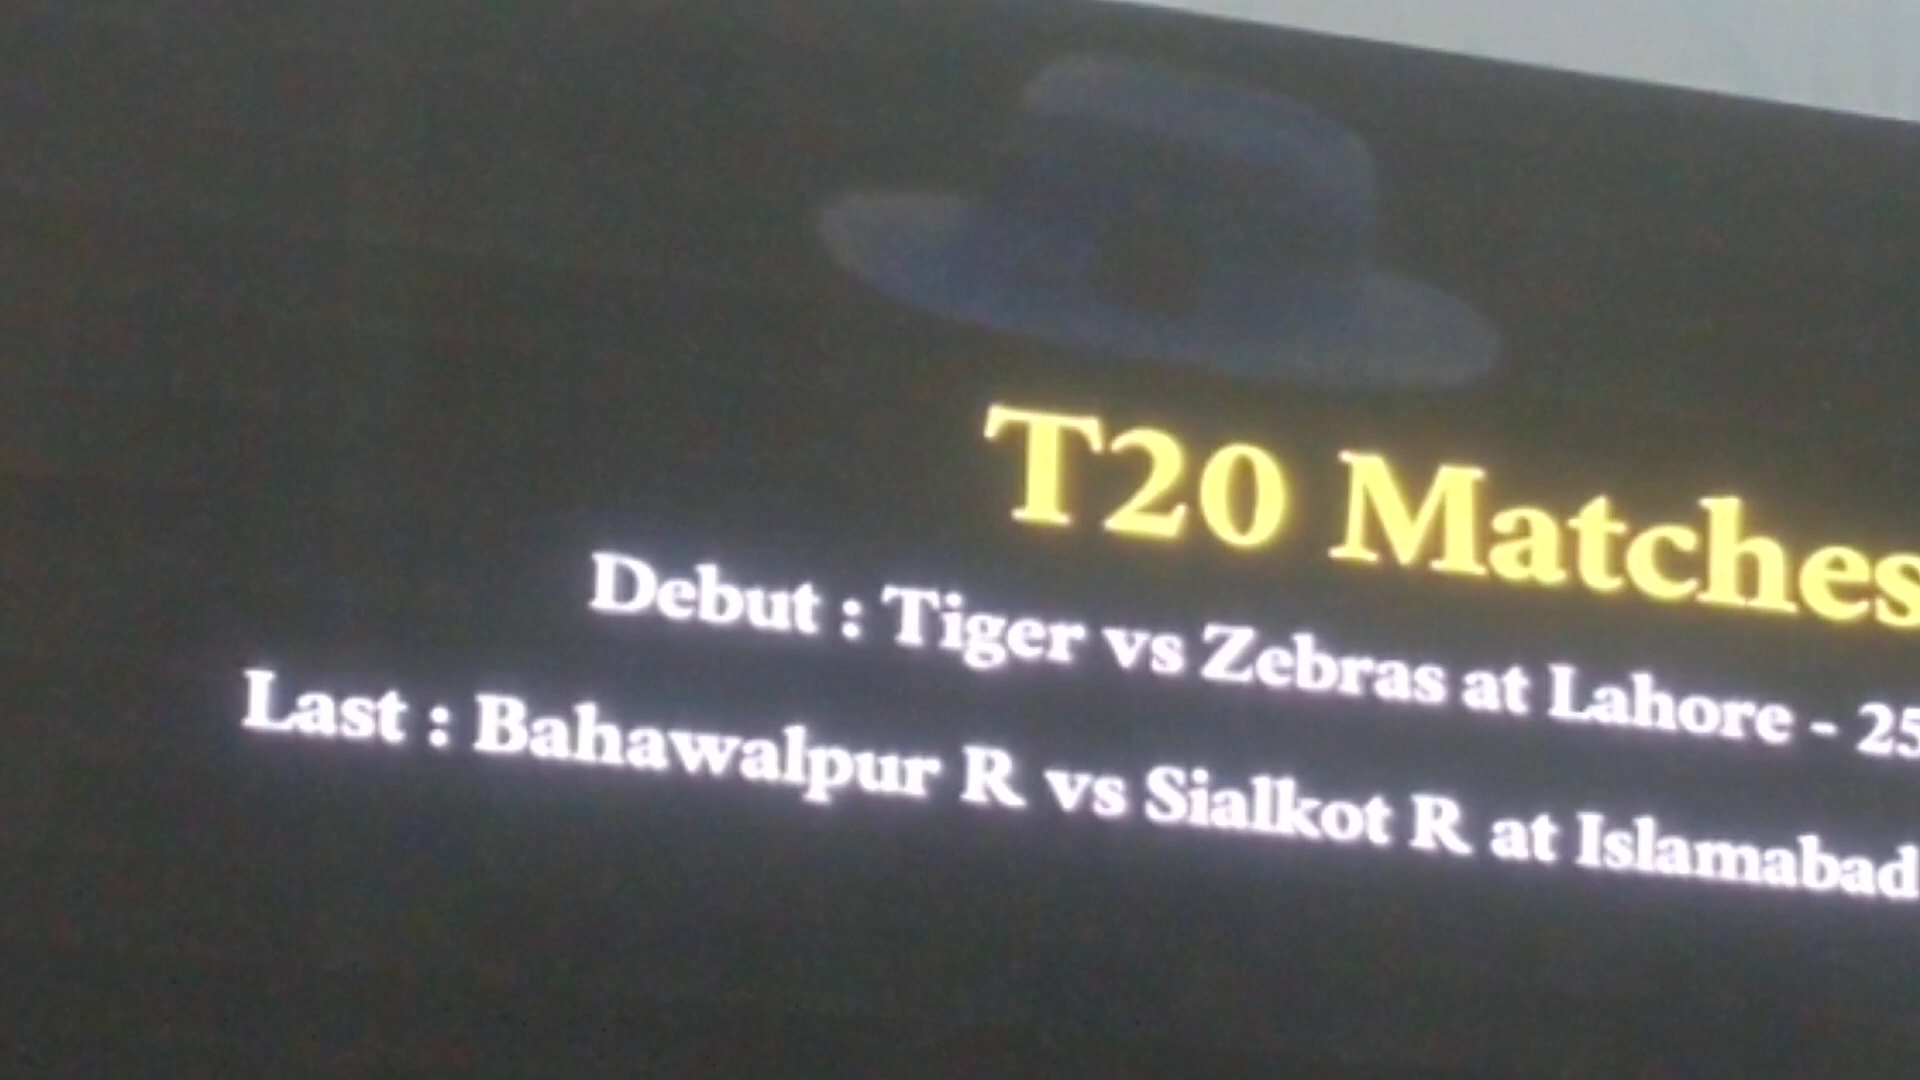 T20 Matches
Debut : Tiger vs Zebras at Lahore - 25
Last : Bahawalpur R vs Sialkot R at Islamabad